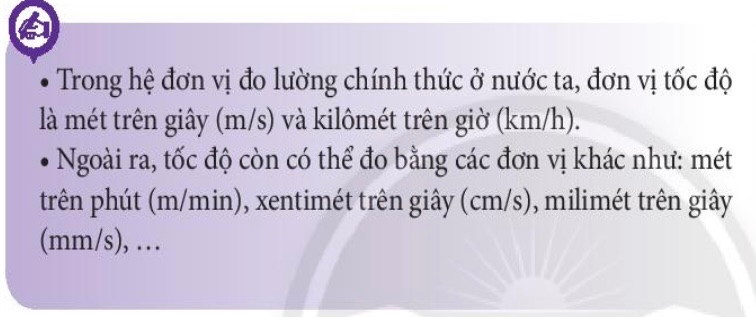 • Trong hệ đơn vị đo lường chính thức ở nước ta, đơn vị tốc độ
là mét trên giây (m/s) và kilômét trên giờ (km/h).
• Ngoài ra, tốc độ còn có thể đo bằng các đơn vị khác như: mét
trên phút (m/min), xentimét trên giây (cm/s), milimét trên giây
(mm/s), …